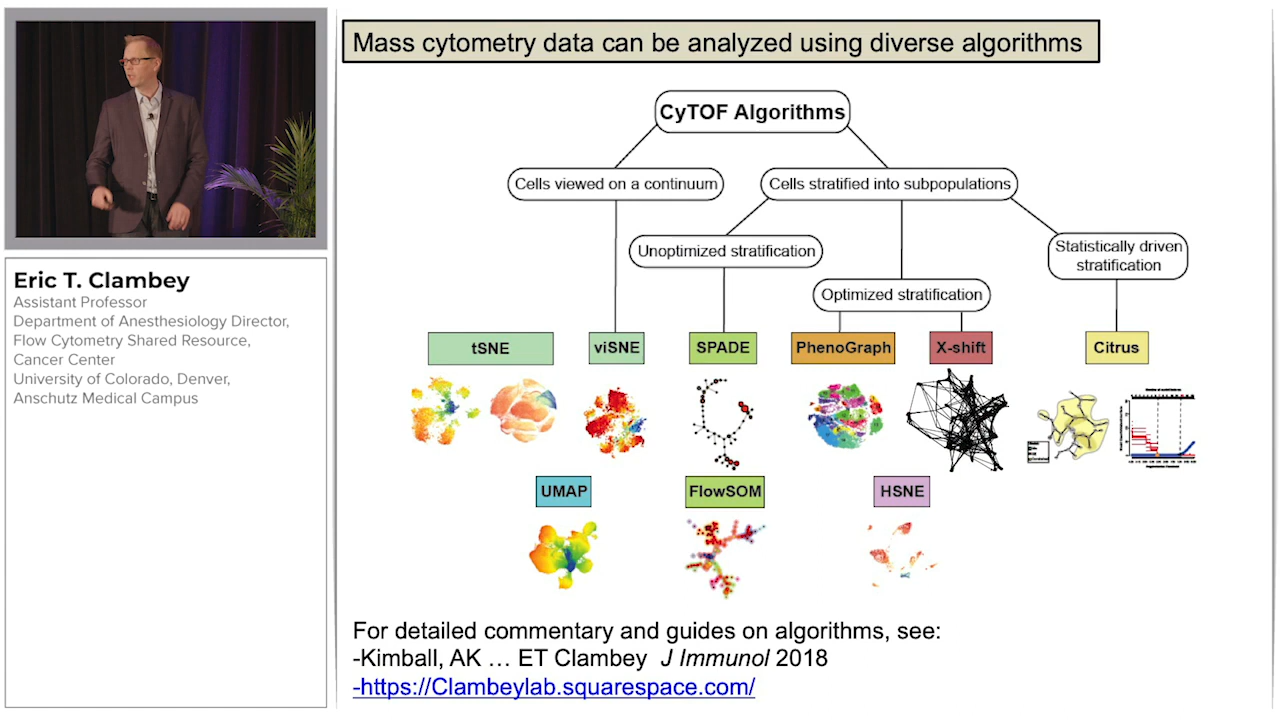 Mass cytometry data can be analyzed using diverse algorithms
Eric T. Clambey
Assistant Professor
Department of Anesthesiology Director,
Flow Cytometry Shared Resource,
Cancer Center
University of Colorado, Denver,
Anschutz Medical Campus
CyTOF Algorithms
Cells viewed on a continuum
Cells stratified into subpopulations
Unoptimized stratification
Statistically driven
stratification
Optimized stratification
tSNE
viSNE
SPADE
PhenoGraph
X-shift
Citrus
UMAP
FlowSOM
HSNE
For detailed commentary and guides on algorithms, see:
-Kimball, AK … ET Clambey J Immunol 2018
-https://Clambeylab.squarespace.com/